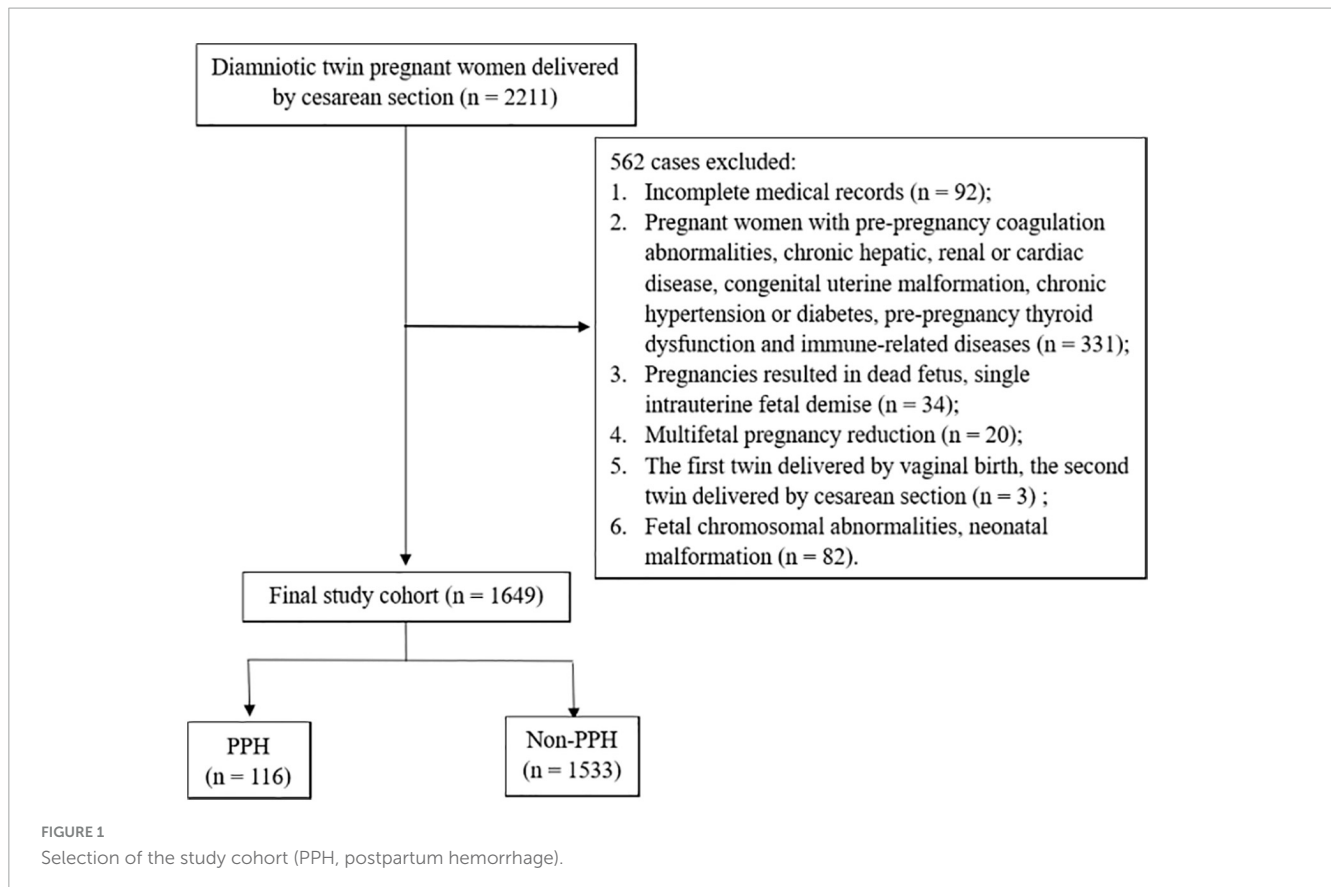 Diamniotic twin pregnant women delivered
by cesarean section (n = 2211)
562 cases excluded:
1. Incomplete medical records (n = 92);
2. Pregnant women with pre-pregnancy coagulation
abnormalities, chronic hepatic, renal or cardiac
disease, congenital uterine malformation, chronic
hypertension or diabetes, pre-pregnancy thyroid
dysfunction and immune-related diseases (n = 331);
3. Pregnancies resulted in dead fetus, single
intrauterine fetal demise (n = 34);
4. Multifetal pregnancy reduction (n = 20);
5. The first twin delivered by vaginal birth, the second
twin delivered by cesarean section (n = 3) ;
6. Fetal chromosomal abnormalities, neonatal
malformation (n = 82).
Final study cohort (n = 1649)
PPH
(n = 116)
Non-PPH
(n = 1533)
FIGURE 1
Selection of the study cohort (PPH, postpartum hemorrhage).